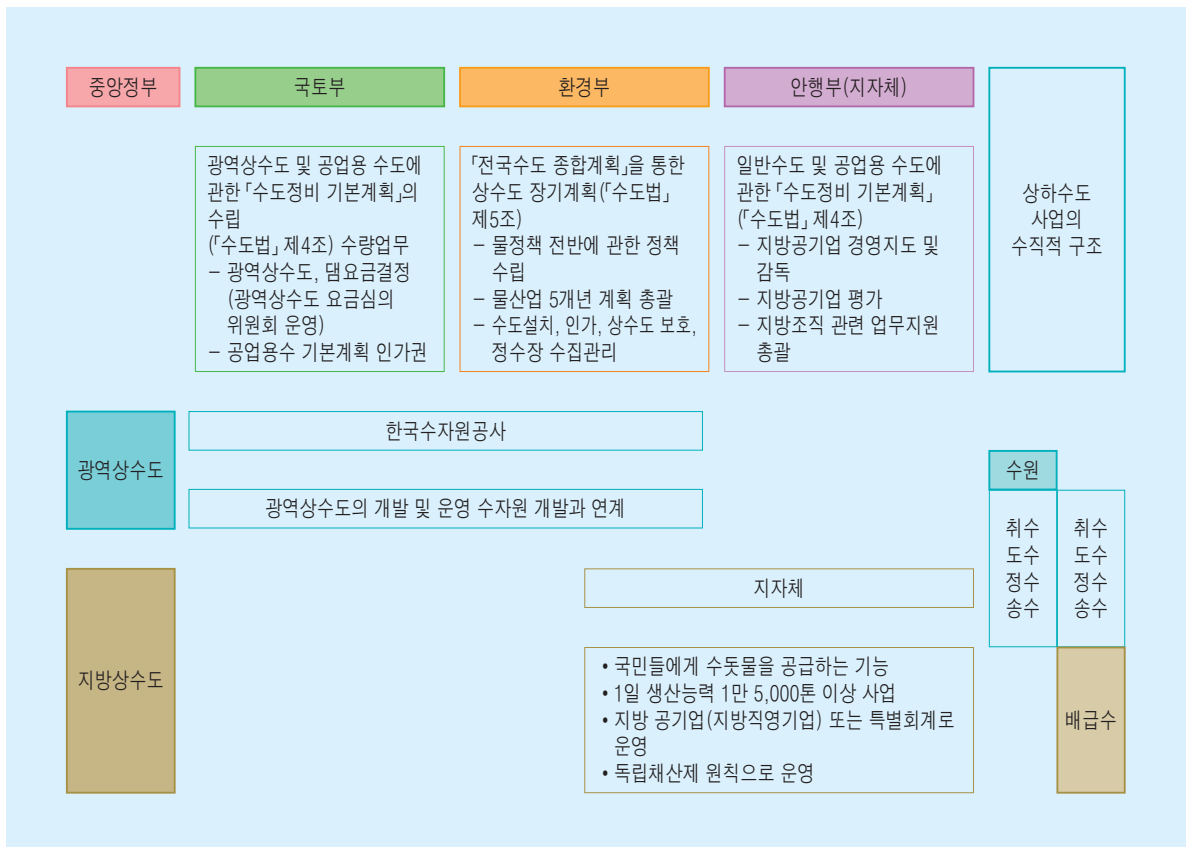 중앙정부
국토부
환경부
안행부(지자체)
상하수도
사업의
수직적 구조
광역상수도 및 공업용 수도에
관한 「수도정비 기본계획」의
수립
(「수도법」 제4조) 수량업무
– 광역상수도, 댐요금결정
(광역상수도 요금심의
위원회 운영)
– 공업용수 기본계획 인가권
「전국수도 종합계획」을 통한
상수도 장기계획(「수도법」
제5조)
– 물정책 전반에 관한 정책
수립
– 물산업 5개년 계획 총괄
– 수도설치, 인가, 상수도 보호,
정수장 수집관리
일반수도 및 공업용 수도에
관한 「수도정비 기본계획」
(「수도법」 제4조)
– 지방공기업 경영지도 및
감독
– 지방공기업 평가
– 지방조직 관련 업무지원
총괄
광역상수도
한국수자원공사
광역상수도의 개발 및 운영 수자원 개발과 연계
수원
취수
도수
정수
송수
취수
도수
정수
송수
배급수
지방상수도
지자체
• 국민들에게 수돗물을 공급하는 기능
• 1일 생산능력 1만 5,000톤 이상 사업
• 지방 공기업(지방직영기업) 또는 특별회계로
운영
• 독립채산제 원칙으로 운영